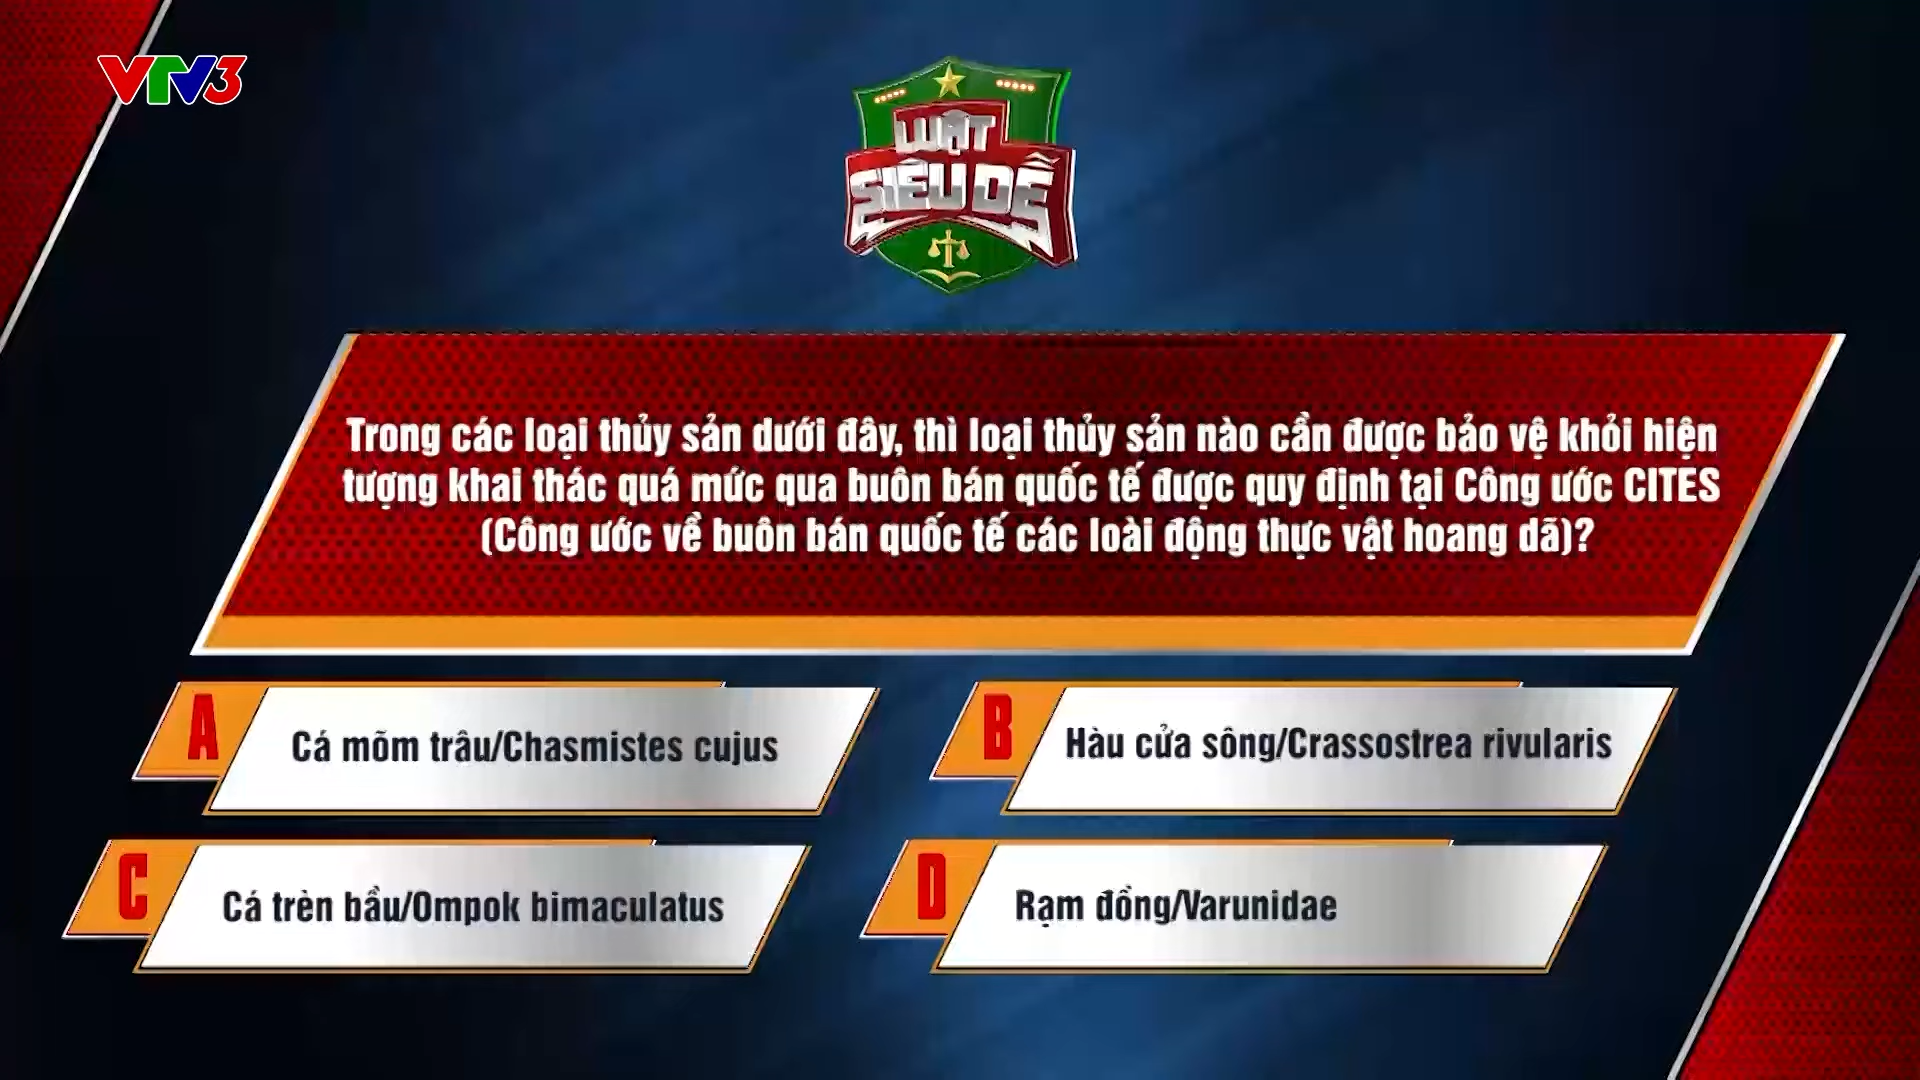 VTV3
LUẬT
SIÊU DỄ
Trong các loại thủy sản dưới đây, thì loại thủy sản nào cần được bảo vệ khỏi hiện
tượng khai thác quá mức qua buôn bán quốc tế được quy định tại Công ước CITES
(Công ước về buôn bán quốc tế các loài động thực vật hoang dã)?
A
Cá mõm trâu/Chasmistes cujus
B
Hàu cửa sông/Crassostrea rivularis
C
Cá trèn bầu/Ompok bimaculatus
D
Rạm đồng/Varunidae